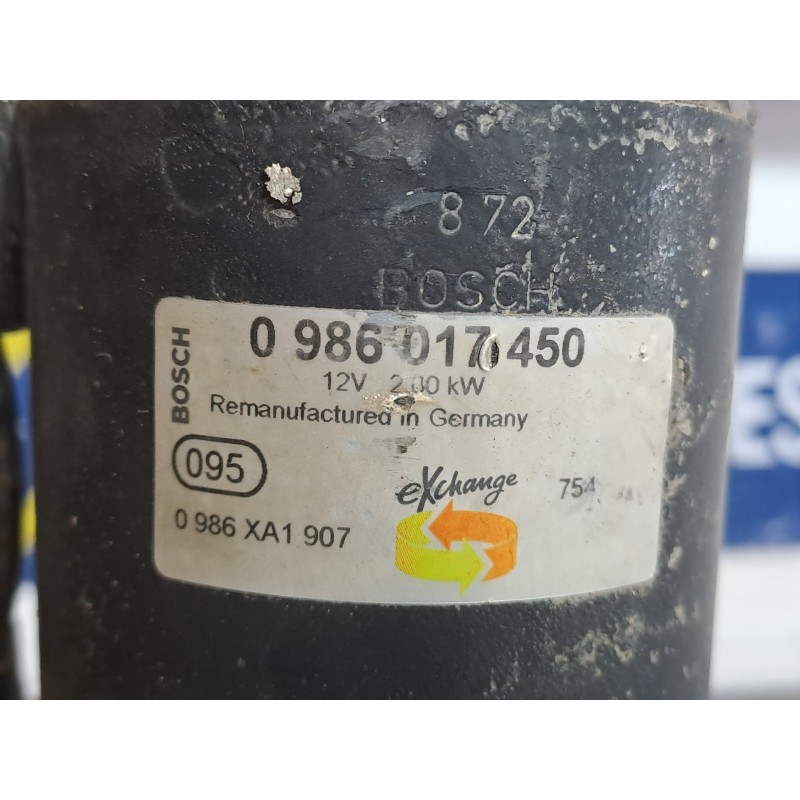 8 72
BOSCH
BOSCH
0 986 017 450
12V 2,00 kW
Remanufactured in Germany
095
eXchange
754
0 986 XA1 907
ES